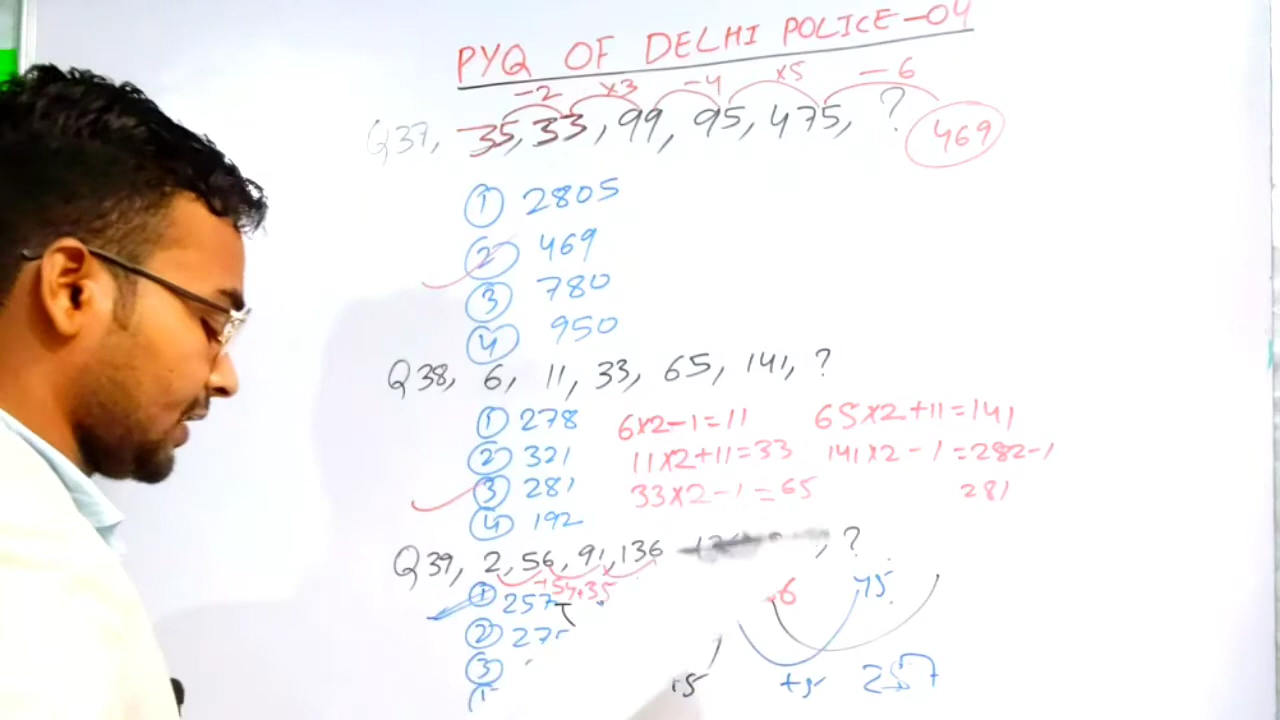 PYQ OF DELHI POLICE-04
-2 ×3 -4 ×5 -6
Q37, 35, 33, 99, 95, 475, ? 469
① 2805
② 469
③ 780
④ 950
Q38, 6, 11, 33, 65, 141, ?
① 278 6×2-1=11 65×2+11=141
② 321 11×2+11=33 141×2-1=282-1
③ 281 33×2-1=65 281
④ 192
Q39, 2, 56, 91, 136 , ?
+54 +35
① 257
② 27
③
257